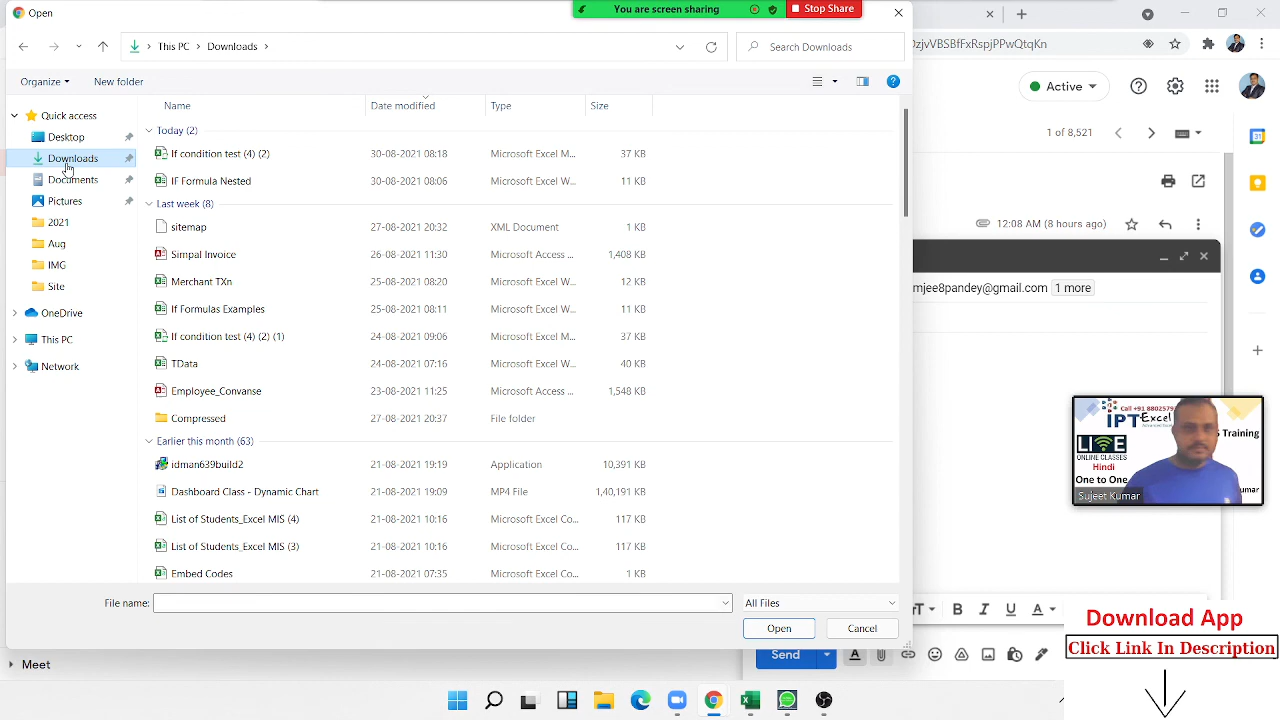 Open
You are screen sharing
Stop Share
This PC > Downloads >
Search Downloads
Organize
New folder
Name
Date modified
Type
Size
Quick access
Desktop
Downloads
Documents
Pictures
2021
Aug
IMG
Site
OneDrive
This PC
Network
Today (2)
If condition test (4) (2) 30-08-2021 08:18 Microsoft Excel M... 37 KB
IF Formula Nested 30-08-2021 08:06 Microsoft Excel W... 11 KB
Last week (8)
sitemap 27-08-2021 20:32 XML Document 1 KB
Simpal Invoice 26-08-2021 11:30 Microsoft Access ... 1,408 KB
Merchant TXn 25-08-2021 08:20 Microsoft Excel W... 12 KB
If Formulas Examples 25-08-2021 08:11 Microsoft Excel W... 11 KB
If condition test (4) (2) (1) 24-08-2021 09:06 Microsoft Excel M... 37 KB
TData 24-08-2021 07:16 Microsoft Excel W... 40 KB
Employee_Convanse 23-08-2021 11:25 Microsoft Access ... 1,548 KB
Compressed 27-08-2021 20:37 File folder
Earlier this month (63)
idman639build2 21-08-2021 19:19 Application 10,391 KB
Dashboard Class - Dynamic Chart 21-08-2021 19:09 MP4 File 1,40,191 KB
List of Students_Excel MIS (4) 21-08-2021 10:16 Microsoft Excel Co... 117 KB
List of Students_Excel MIS (3) 21-08-2021 10:16 Microsoft Excel Co... 117 KB
Embed Codes 21-08-2021 07:35 Microsoft Excel Co... 1 KB
File name:
All Files
Open
Cancel
Meet
DzjvVBSBfFxRspjPPwQtqKn
Active
1 of 8,521
31
12:08 AM (8 hours ago)
mjee8pandey@gmail.com 1 more
Call +91 8802579
IPT Excel
LIVE
ONLINE CLASSES
Hindi
One to One
Training
umar
Sujeet Kumar
B I U A
Send
Download App
Click Link In Description